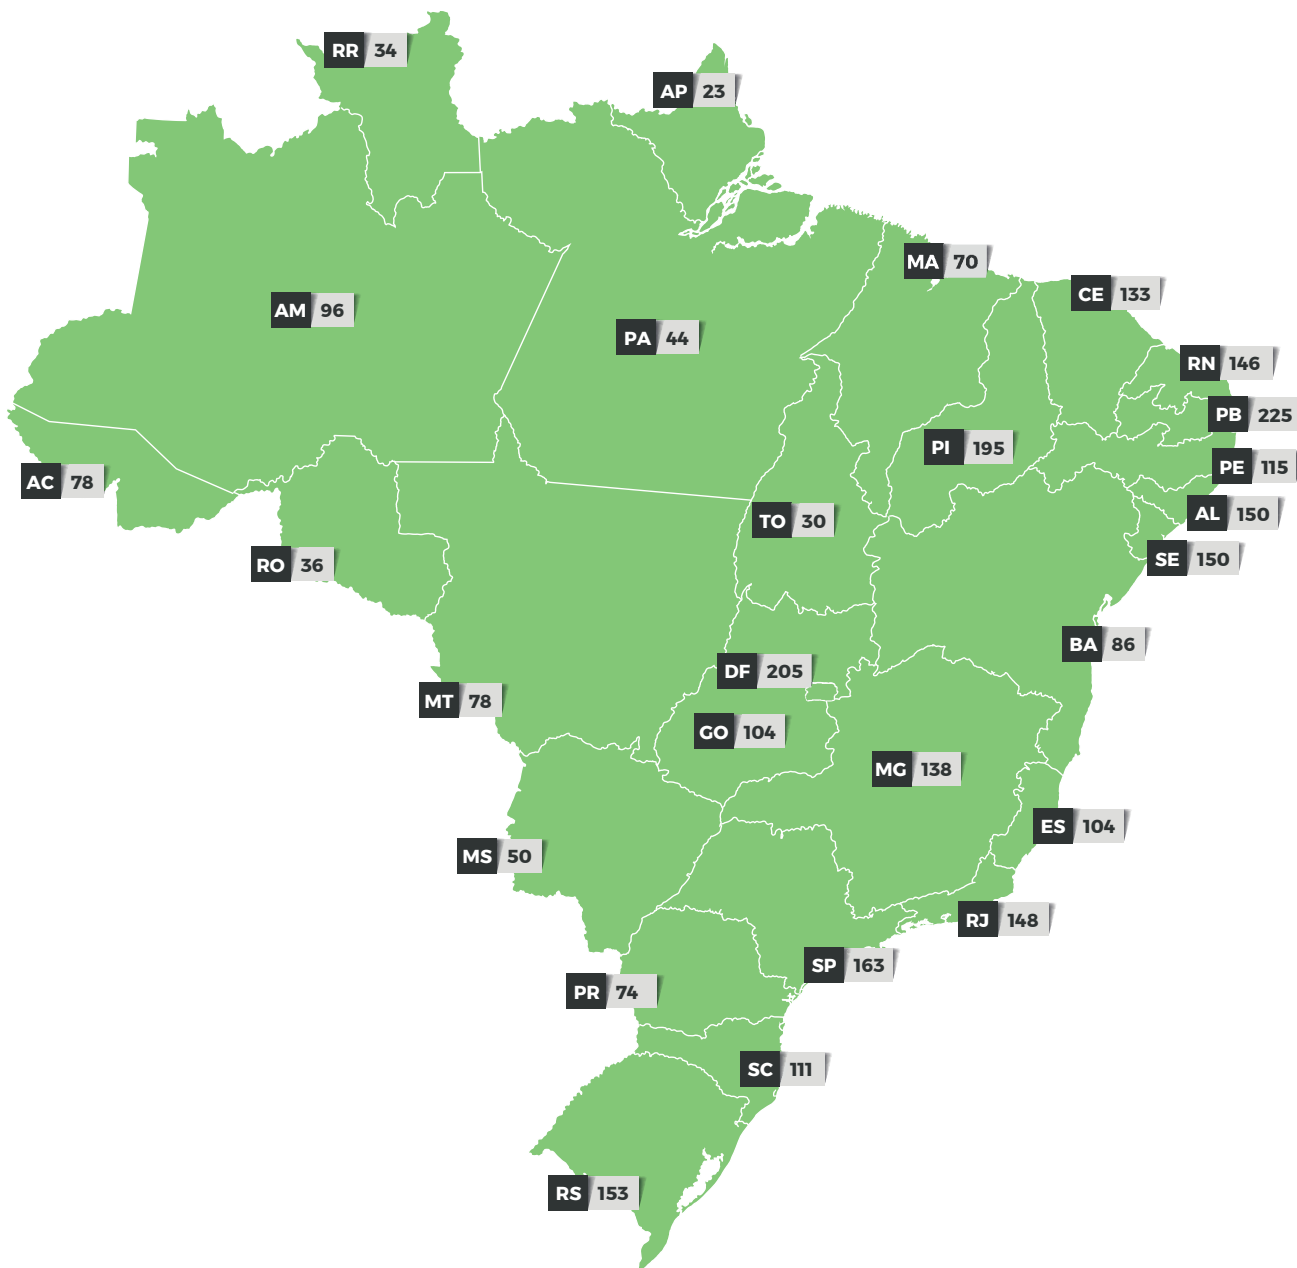 RR 34
AP 23
MA 70
CE 133
AM 96
PA 44
RN 146
PB 225
PI 195
PE 115
AC 78
AL 150
TO 30
SE 150
RO 36
BA 86
DF 205
MT 78
GO 104
MG 138
ES 104
MS 50
RJ 148
SP 163
PR 74
SC 111
RS 153